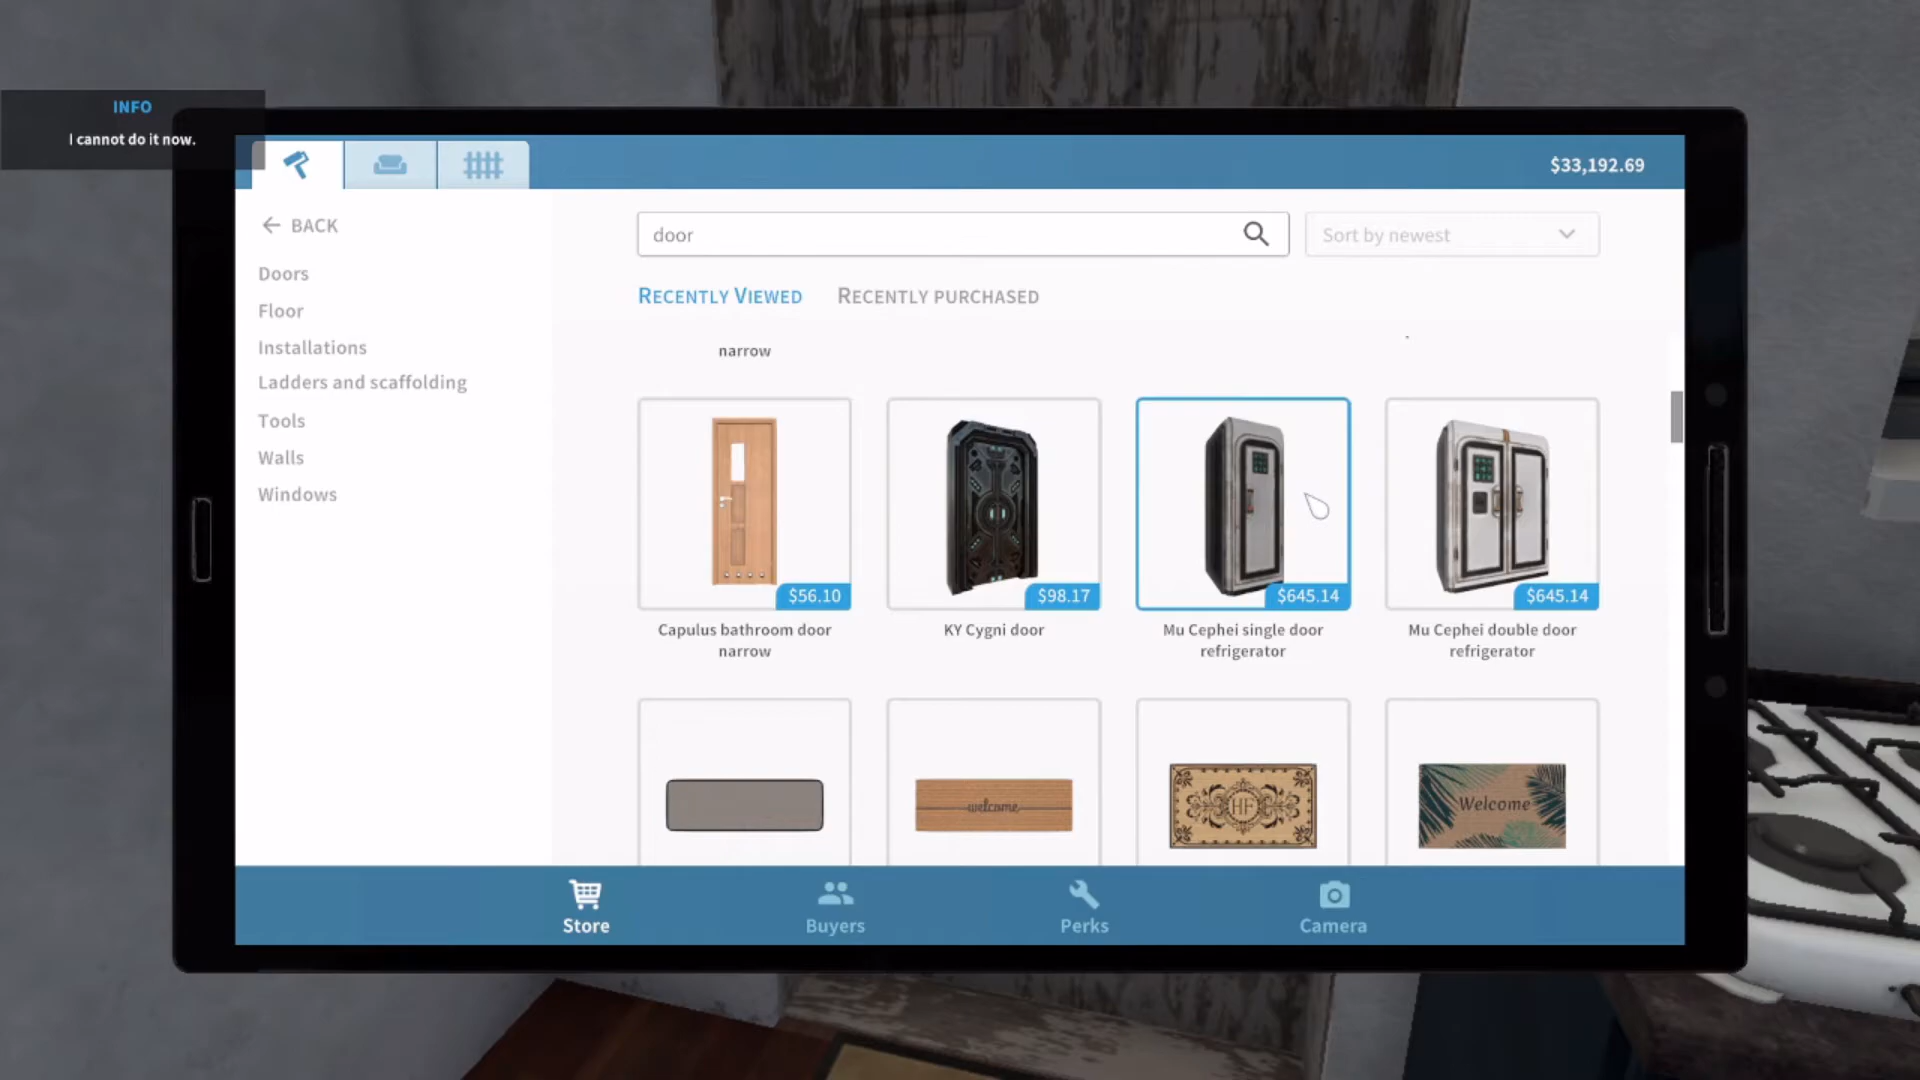 INFO
I cannot do it now.
$33,192.69
BACK
door
Sort by newest
Doors
RECENTLY VIEWED
RECENTLY PURCHASED
Floor
Installations
Ladders and scaffolding
Tools
Walls
Windows
narrow
$56.10
$98.17
$645.14
$645.14
Capulus bathroom door
narrow
KY Cygni door
Mu Cephei single door
refrigerator
Mu Cephei double door
refrigerator
welcome
HF
Welcome
Store
Buyers
Perks
Camera